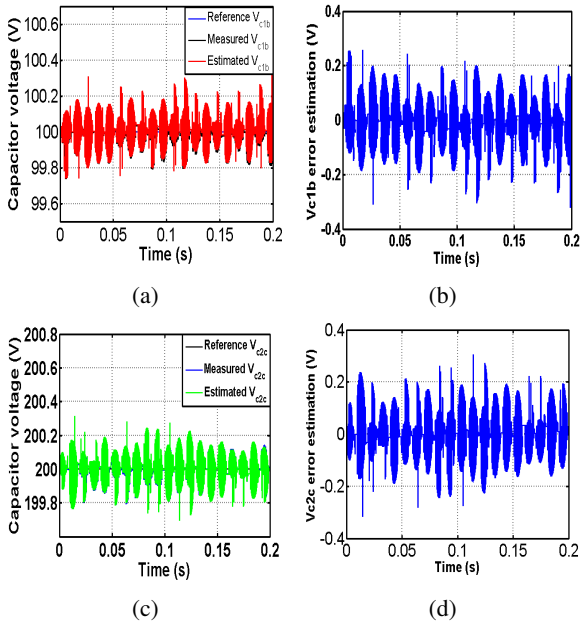 Capacitor voltage (V)
100.6
100.4
100.2
100
99.8
99.6
Reference V_c1b
Measured V_c1b
Estimated V_c1b
0 0.05 0.1 0.15 0.2
Time (s)
(a)
Vc1b error estimation (V)
0.4
0.2
0
-0.2
-0.4
0 0.05 0.1 0.15 0.2
Time (s)
(b)
Capacitor voltage (V)
200.8
200.6
200.4
200.2
200
199.8
Reference V_c2c
Measured V_c2c
Estimated V_c2c
0 0.05 0.1 0.15 0.2
Time (s)
(c)
Vc2c error estimation (V)
0.4
0.2
0
-0.2
-0.4
0 0.05 0.1 0.15 0.2
Time (s)
(d)